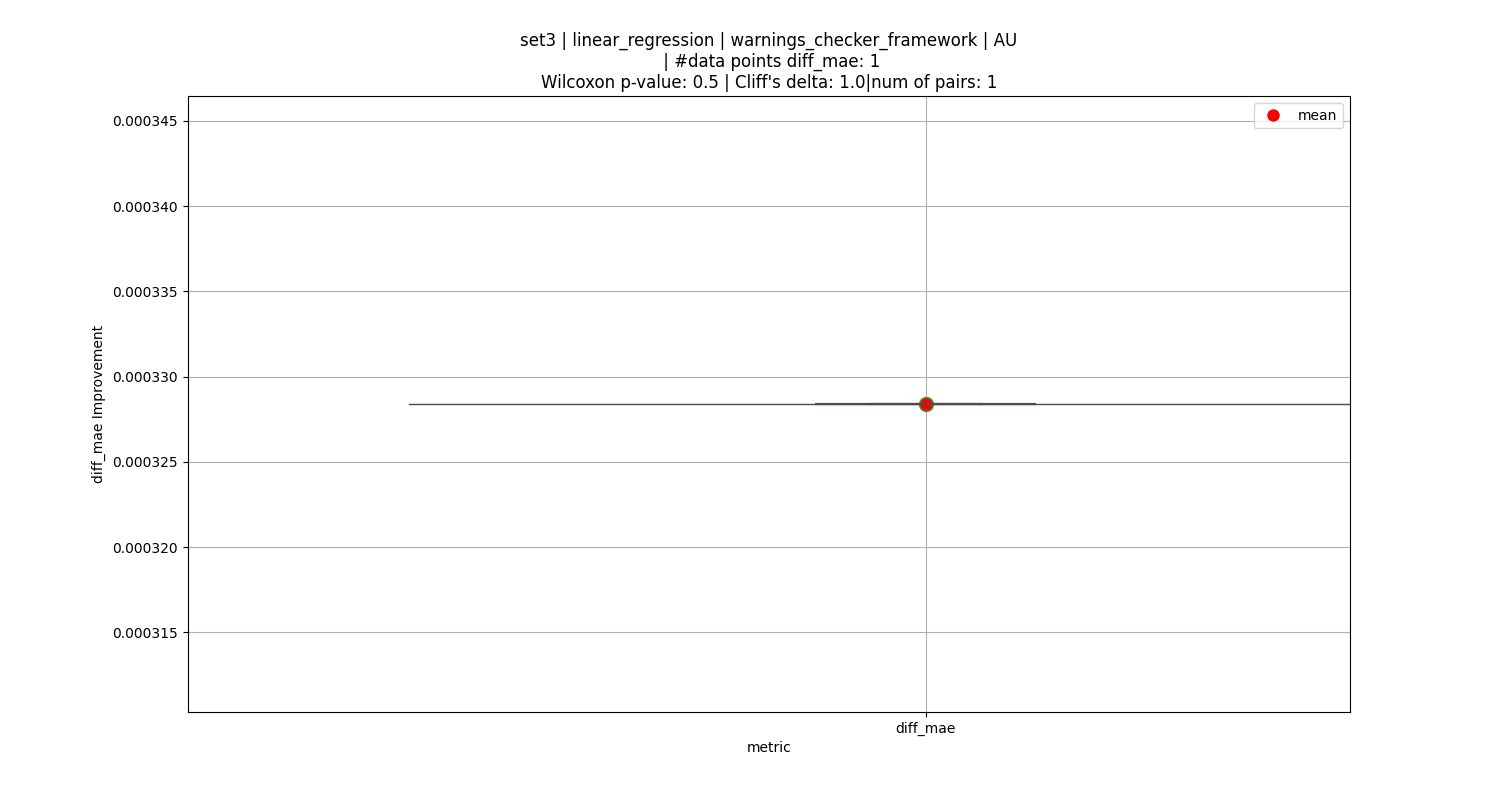 set3 | linear_regression | warnings_checker_framework | AU
| #data points diff_mae: 1
Wilcoxon p-value: 0.5 | Cliff's delta: 1.0|num of pairs: 1
mean
0.000345
0.000340
0.000335
0.000330
0.000325
0.000320
0.000315
diff_mae Improvement
diff_mae
metric